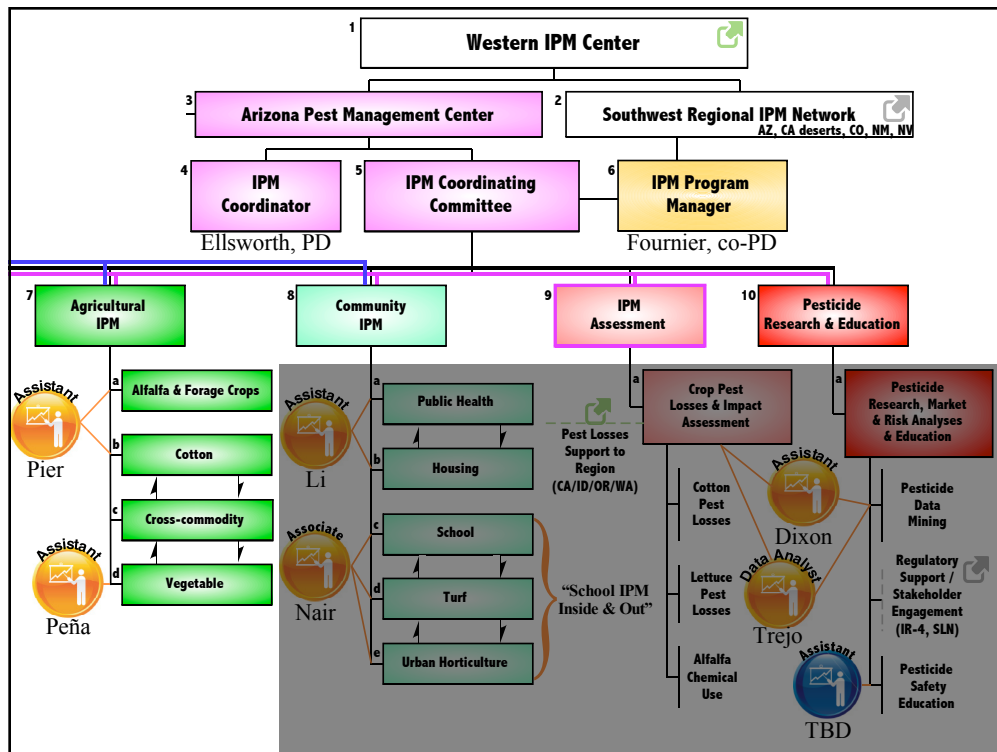 1
Western IPM Center
3
Arizona Pest Management Center
2
Southwest Regional IPM Network
AZ, CA deserts, CO, NM, NV
4
IPM
Coordinator
5
IPM Coordinating
Committee
6
IPM Program
Manager
Ellsworth, PD
Fournier, co-PD
7
Agricultural
IPM
8
Community
IPM
9
IPM
Assessment
10
Pesticide
Research & Education
Assistant
Pier
a
Alfalfa & Forage Crops
b
Cotton
c
Cross-commodity
Assistant
Peña
d
Vegetable
Assistant
Li
a
Public Health
b
Housing
Associate
Nair
c
School
d
Turf
e
Urban Horticulture
“School IPM
Inside & Out”
Pest Losses
Support to
Region
(CA/ID/OR/WA)
a
Crop Pest
Losses & Impact
Assessment
Cotton
Pest
Losses
Lettuce
Pest
Losses
Alfalfa
Chemical
Use
Assistant
Dixon
Data Analyst
Trejo
Assistant
TBD
a
Pesticide
Research, Market
& Risk Analyses
& Education
Pesticide
Data
Mining
Regulatory
Support /
Stakeholder
Engagement
(IR-4, SLN)
Pesticide
Safety
Education